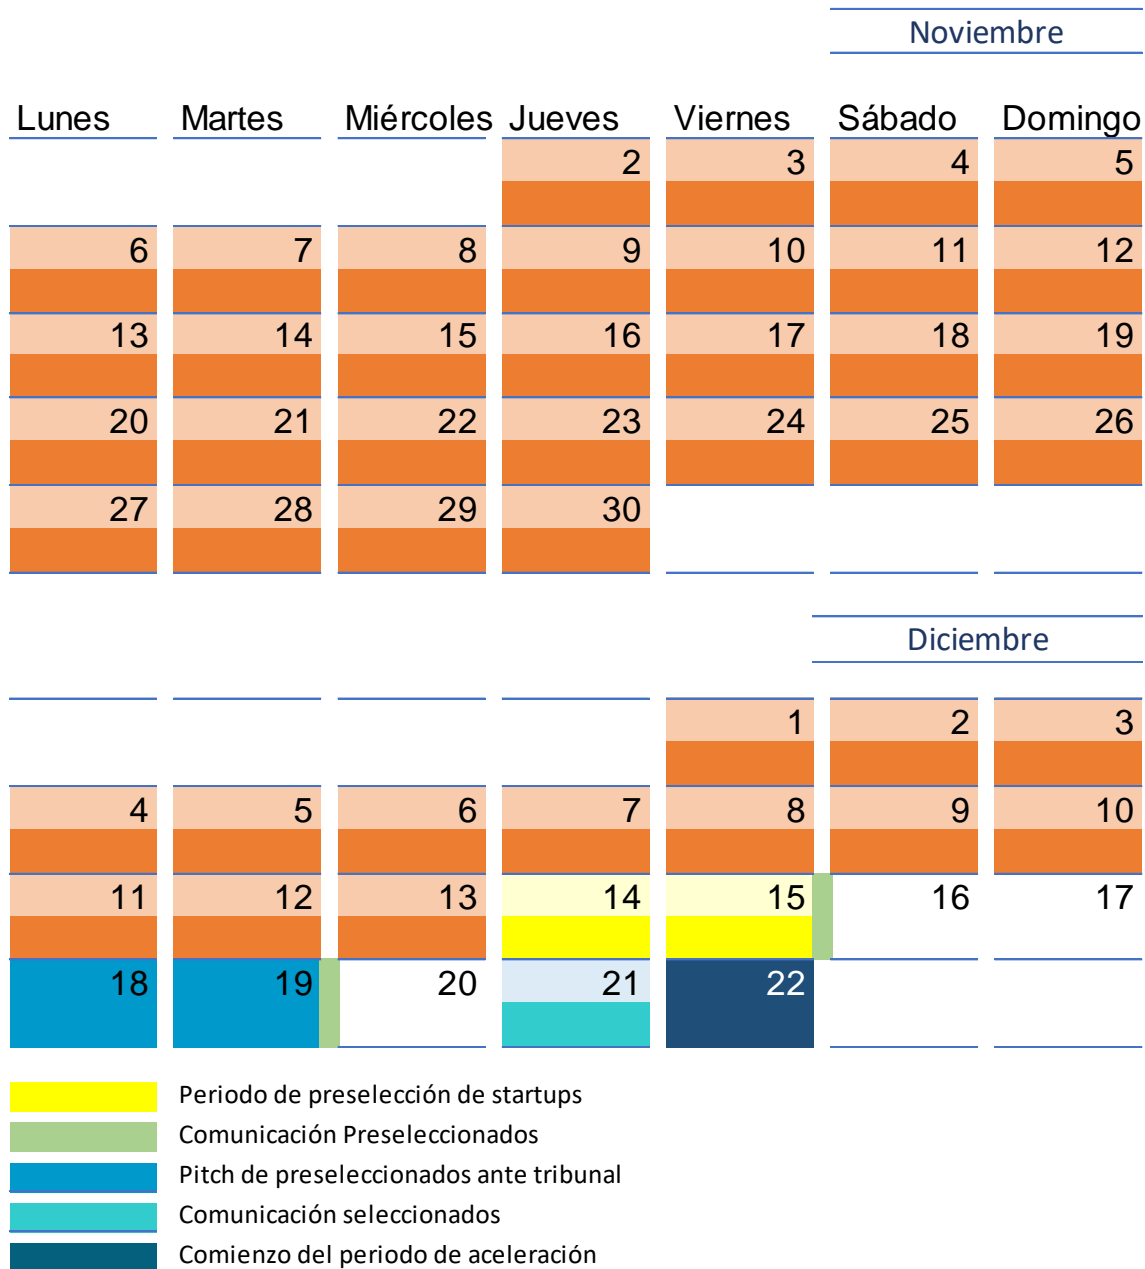 Noviembre
Lunes Martes Miércoles Jueves Viernes Sábado Domingo
2 3 4 5
6 7 8 9 10 11 12
13 14 15 16 17 18 19
20 21 22 23 24 25 26
27 28 29 30
Diciembre
1 2 3
4 5 6 7 8 9 10
11 12 13 14 15 16 17
18 19 20 21 22
Periodo de preselección de startups
Comunicación Preseleccionados
Pitch de preseleccionados ante tribunal
Comunicación seleccionados
Comienzo del periodo de aceleración